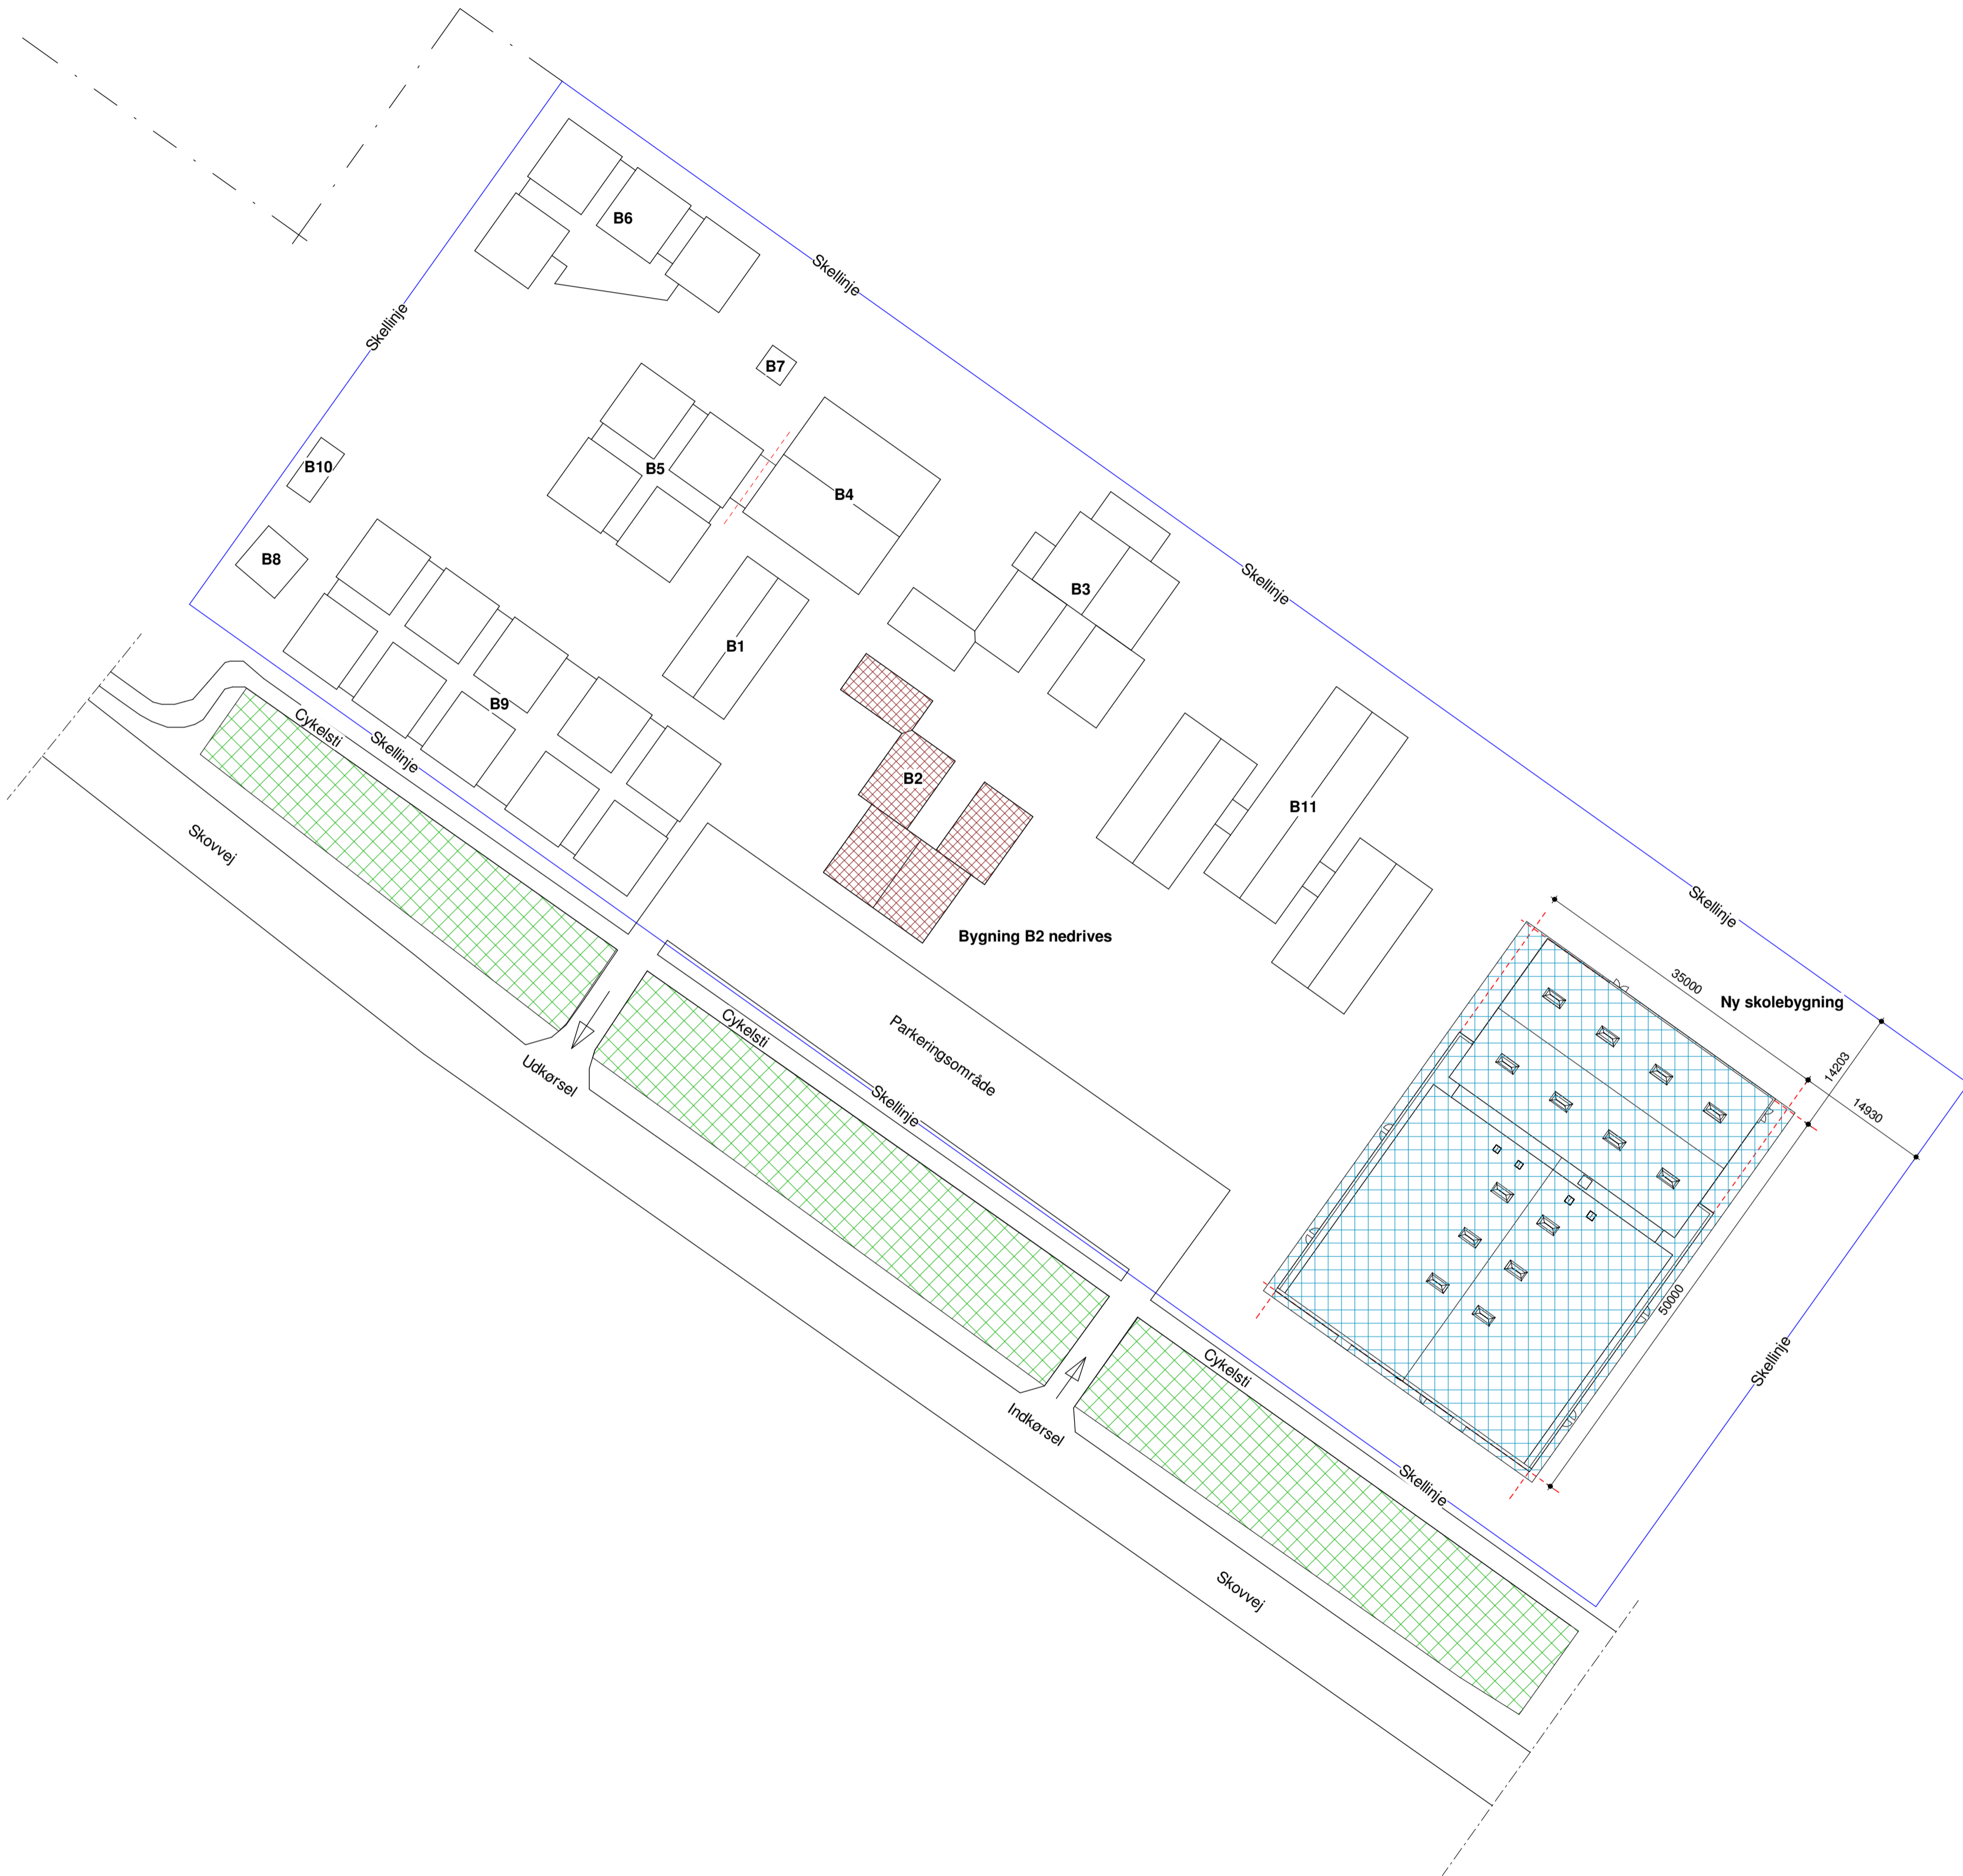 B6
Skellinje
Skellinje
B7
B10
B5
B4
B8
B3
Skellinje
B1
B9
Cykelsti
Skellinje
B2
B11
Skovvej
Bygning B2 nedrives
Skellinje
35000
Ny skolebygning
Cykelsti
Parkeringsområde
14203
14930
Udkørsel
Skellinje
50000
Skellinje
Cykelsti
Indkørsel
Skellinje
Skovvej